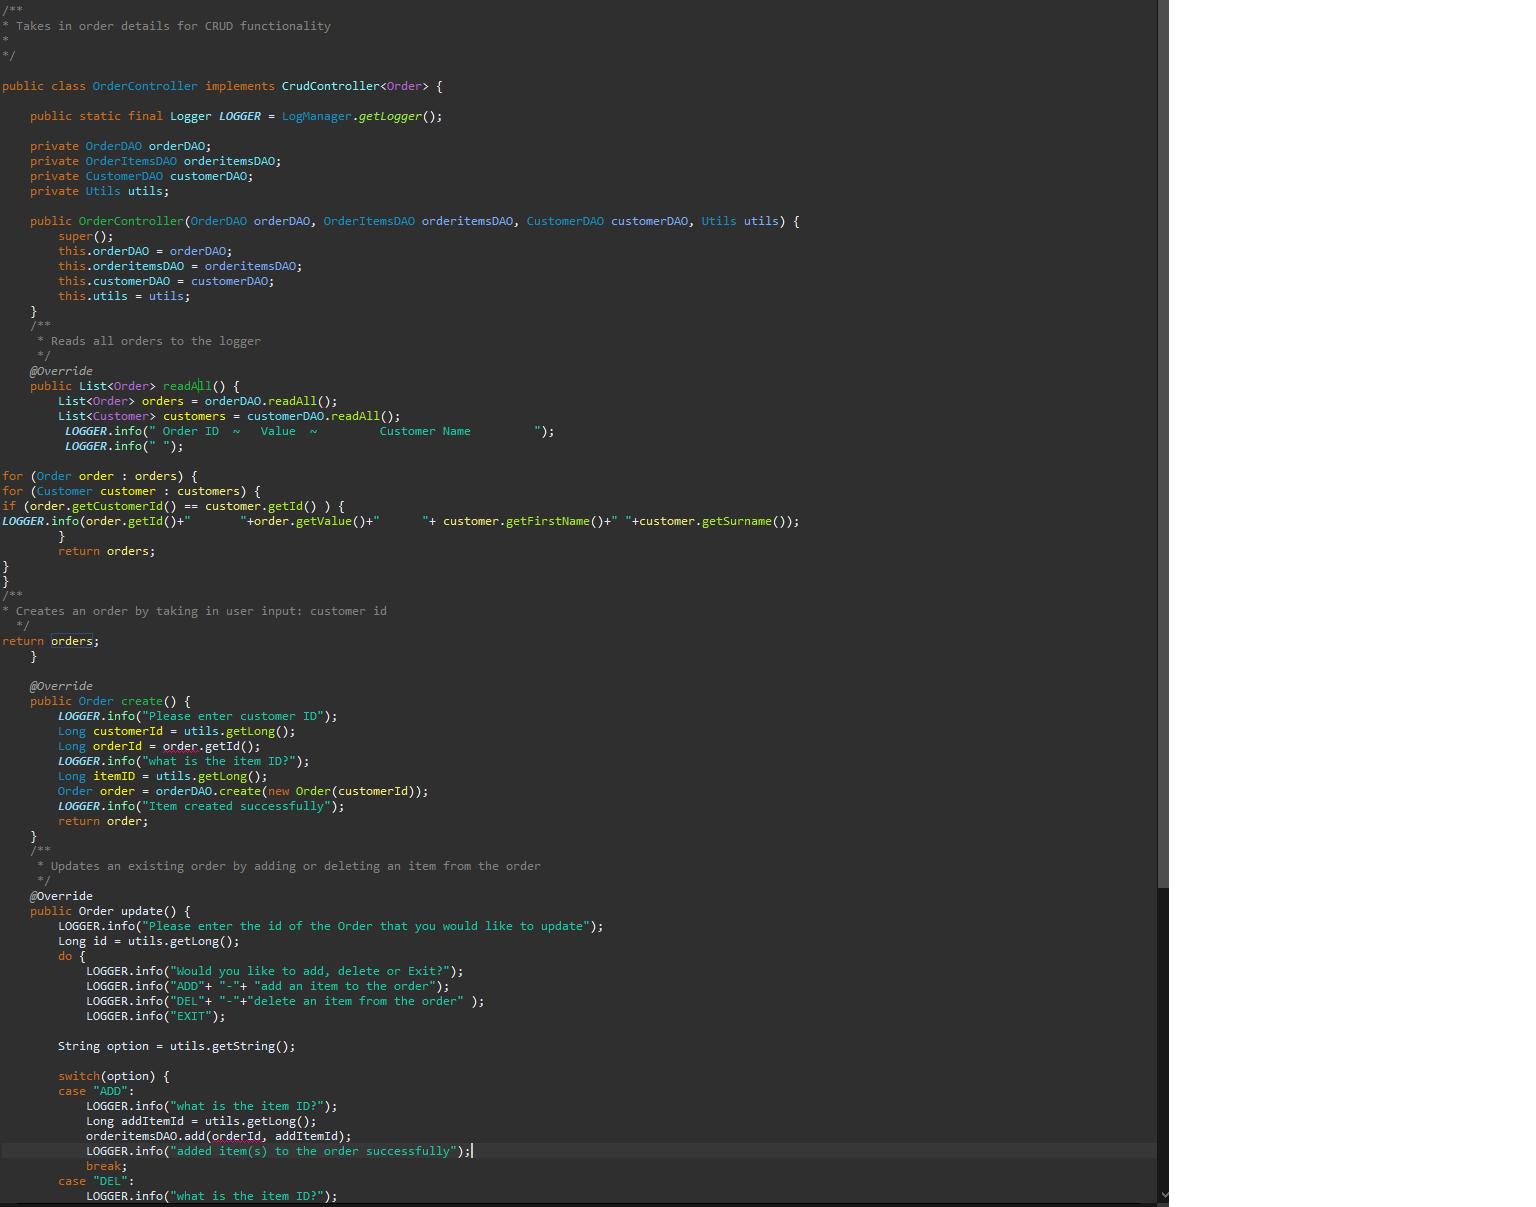 /**
* Takes in order details for CRUD functionality
*
*/
public class OrderController implements CrudController<Order> {
public static final Logger LOGGER = LogManager.getLogger();
private OrderDAO orderDAO;
private OrderItemsDAO orderitemsDAO;
private CustomerDAO customerDAO;
private Utils utils;
public OrderController(OrderDAO orderDAO, OrderItemsDAO orderitemsDAO, CustomerDAO customerDAO, Utils utils) {
super();
this.orderDAO = orderDAO;
this.orderitemsDAO = orderitemsDAO;
this.customerDAO = customerDAO;
this.utils = utils;
}
/**
* Reads all orders to the logger
*/
@Override
public List<Order> readAll() {
List<Order> orders = orderDAO.readAll();
List<Customer> customers = customerDAO.readAll();
LOGGER.info(" Order ID  ~   Value  ~         Customer Name         ");
LOGGER.info(" ");
for (Order order : orders) {
for (Customer customer : customers) {
if (order.getCustomerId() == customer.getId() ) {
LOGGER.info(order.getId()+"       "+order.getValue()+"      "+ customer.getFirstName()+" "+customer.getSurname());
}
return orders;
}
}
/**
* Creates an order by taking in user input: customer id
*/
return orders;
}
@Override
public Order create() {
LOGGER.info("Please enter customer ID");
Long customerId = utils.getLong();
Long orderId = order.getId();
LOGGER.info("what is the item ID?");
Long itemID = utils.getLong();
Order order = orderDAO.create(new Order(customerId));
LOGGER.info("Item created successfully");
return order;
}
/**
* Updates an existing order by adding or deleting an item from the order
*/
@Override
public Order update() {
LOGGER.info("Please enter the id of the Order that you would like to update");
Long id = utils.getLong();
do {
LOGGER.info("Would you like to add, delete or Exit?");
LOGGER.info("ADD"+ "-"+ "add an item to the order");
LOGGER.info("DEL"+ "-"+"delete an item from the order" );
LOGGER.info("EXIT");
String option = utils.getString();
switch(option) {
case "ADD":
LOGGER.info("what is the item ID?");
Long addItemId = utils.getLong();
orderitemsDAO.add(orderId, addItemId);
LOGGER.info("added item(s) to the order successfully");
break;
case "DEL":
LOGGER.info("what is the item ID?");